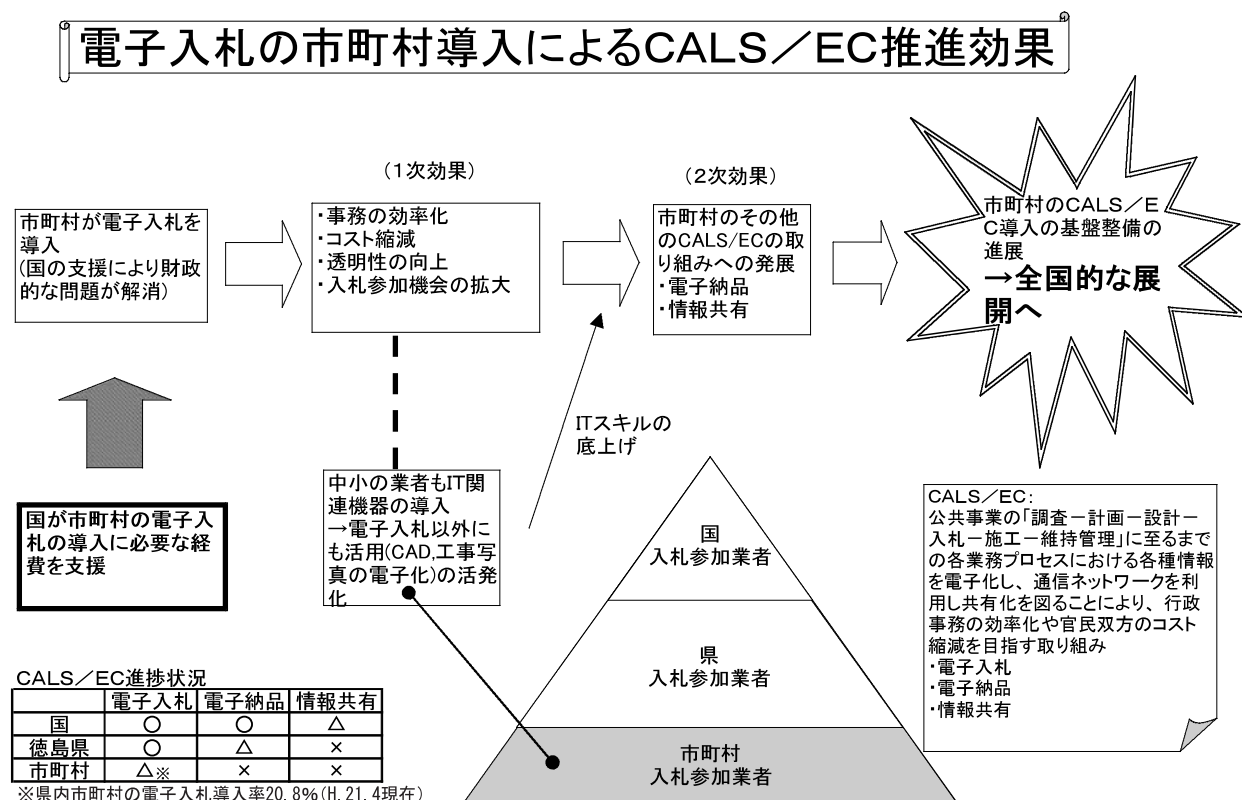 電子入札の市町村導入によるCALS／EC推進効果
（１次効果）
（２次効果）
市町村が電子入札を
導入
(国の支援により財政
的な問題が解消)
・事務の効率化
・コスト縮減
・透明性の向上
・入札参加機会の拡大
市町村のその他
のCALS/ECの取
り組みへの発展
・電子納品
・情報共有
市町村のCALS／E
C導入の基盤整備の
進展
→全国的な展
開へ
ITスキルの
底上げ
国が市町村の電子入
札の導入に必要な経
費を支援
中小の業者もIT関
連機器の導入
→電子入札以外に
も活用(CAD,工事写
真の電子化)の活発
化
国
入札参加業者
県
入札参加業者
市町村
入札参加業者
CALS／EC：
公共事業の「調査－計画－設計－
入札－施工－維持管理」に至るまで
の各業務プロセスにおける各種情報
を電子化し、通信ネットワークを利
用し共有化を図ることにより、行政
事務の効率化や官民双方のコスト
縮減を目指す取り組み
・電子入札
・電子納品
・情報共有
CALS／EC進捗状況
電子入札 電子納品 情報共有
国 ○ ○ △
徳島県 ○ △ ×
市町村 △※ × ×
※県内市町村の電子入札導入率20.8%(H.21.4現在)